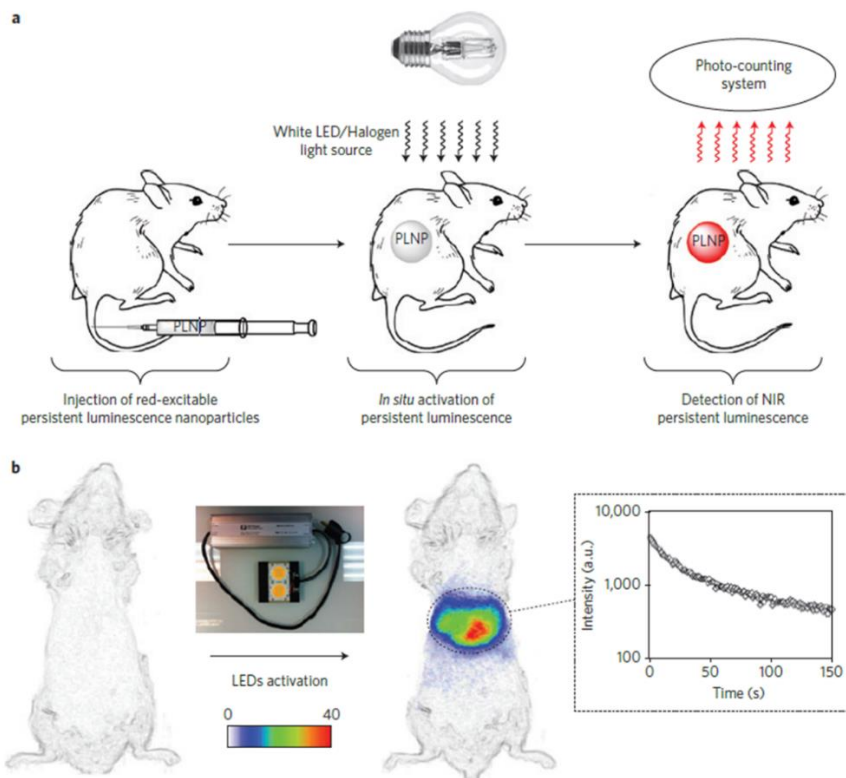 a
White LED/Halogen
light source
Photo-counting
system
PLNP
PLNP
PLNP
Injection of red-excitable
persistent luminescence nanoparticles
In situ activation of
persistent luminescence
Detection of NIR
persistent luminescence
b
LEDs activation
0 40
10,000
1,000
100
Intensity (a.u.)
0 50 100 150
Time (s)